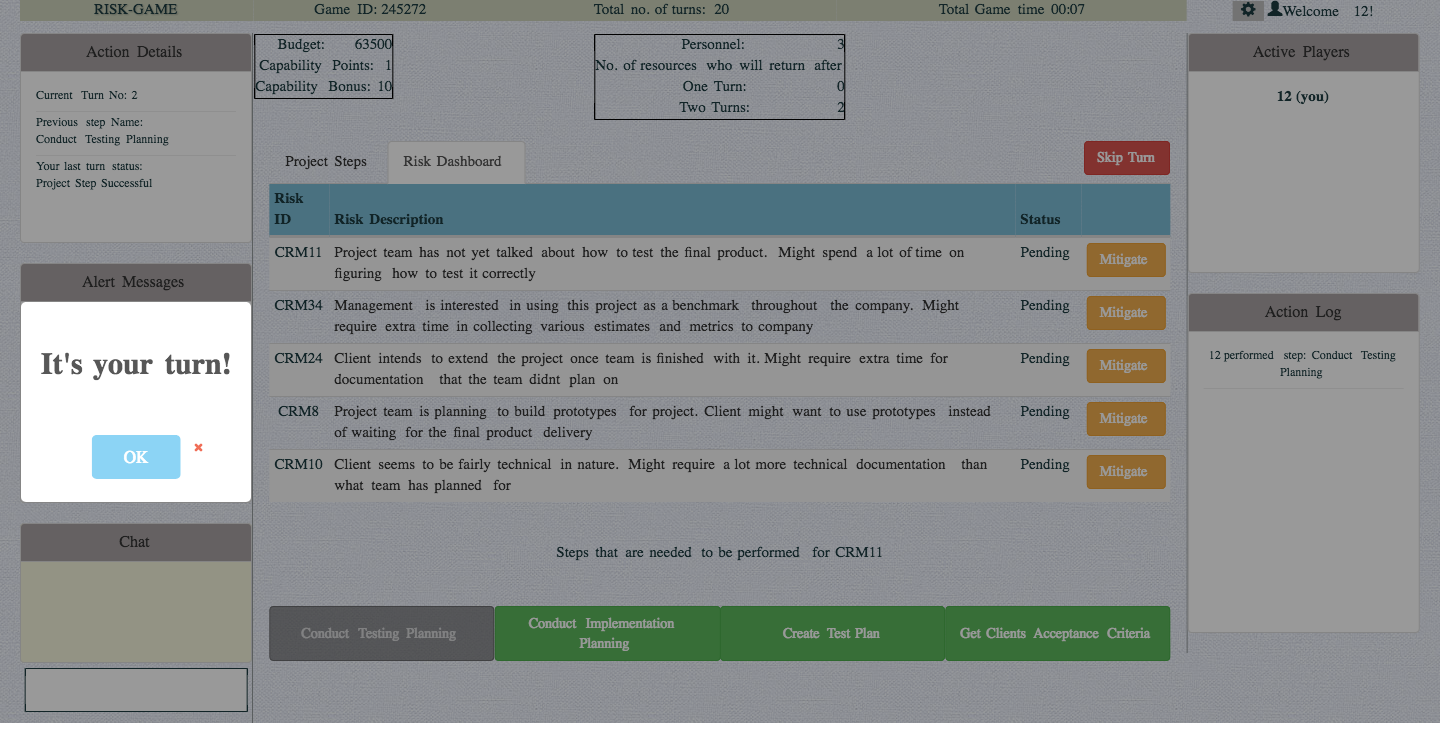 RISK-GAME
Game ID: 245272
Total no. of turns: 20
Total Game time 00:07
Welcome 12!
Action Details
Current Turn No: 2
Previous step Name:
Conduct Testing Planning
Your last turn status:
Project Step Successful
Alert Messages
It's your turn!
OK
Chat
Budget: 63500
Capability Points: 1
Capability Bonus: 10
Personnel: 3
No. of resources who will return after
One Turn: 0
Two Turns: 2
Project Steps
Risk Dashboard
Skip Turn
Risk
ID
Risk Description
Status
CRM11 Project team has not yet talked about how to test the final product. Might spend a lot of time on Pending Mitigate
figuring how to test it correctly
CRM34 Management is interested in using this project as a benchmark throughout the company. Might Pending Mitigate
require extra time in collecting various estimates and metrics to company
CRM24 Client intends to extend the project once team is finished with it. Might require extra time for Pending Mitigate
documentation that the team didnt plan on
CRM8 Project team is planning to build prototypes for project. Client might want to use prototypes instead Pending Mitigate
of waiting for the final product delivery
CRM10 Client seems to be fairly technical in nature. Might require a lot more technical documentation than Pending Mitigate
what team has planned for
Steps that are needed to be performed for CRM11
Conduct Testing Planning
Conduct Implementation
Planning
Create Test Plan
Get Clients Acceptance Criteria
Active Players
12 (you)
Action Log
12 performed step: Conduct Testing
Planning